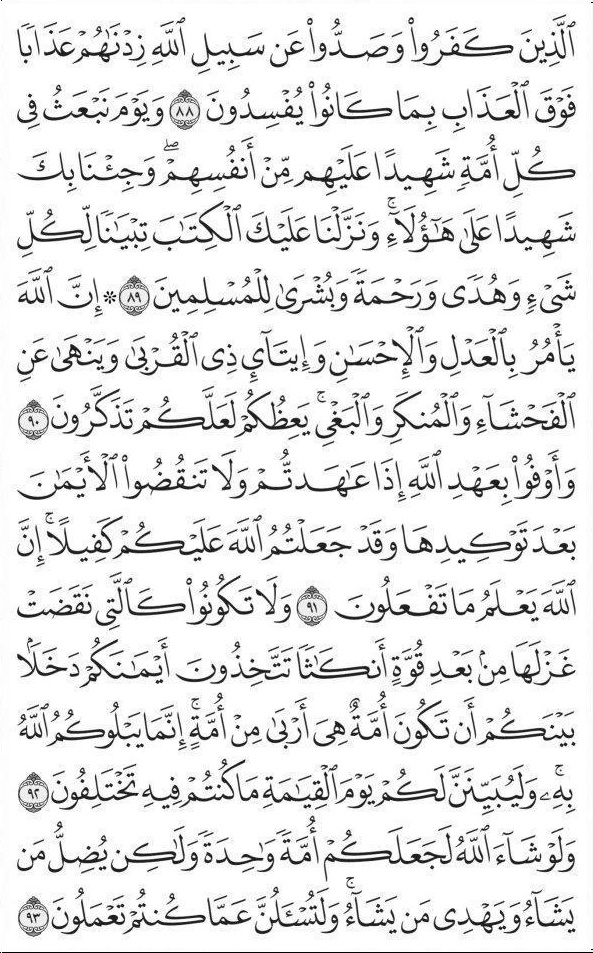 ٱلَّذِينَ كَفَرُواْ وَصَدُّواْ عَن سَبِيلِ ٱللَّهِ زِدْنَٰهُمْ عَذَابًا
فَوْقَ ٱلْعَذَابِ بِمَا كَانُواْ يُفْسِدُونَ ٨٨ وَيَوْمَ نَبْعَثُ فِى
كُلِّ أُمَّةٍ شَهِيدًا عَلَيْهِم مِّنْ أَنفُسِهِمْۖ وَجِئْنَا بِكَ
شَهِيدًا عَلَىٰ هَٰٓؤُلَآءِۚ وَنَزَّلْنَا عَلَيْكَ ٱلْكِتَٰبَ تِبْيَٰنًا لِّكُلِّ
شَىْءٍ وَهُدًى وَرَحْمَةً وَبُشْرَىٰ لِلْمُسْلِمِينَ ٨٩ * إِنَّ ٱللَّهَ
يَأْمُرُ بِٱلْعَدْلِ وَٱلْإِحْسَٰنِ وَإِيتَآيِٕ ذِى ٱلْقُرْبَىٰ وَيَنْهَىٰ عَنِ
ٱلْفَحْشَآءِ وَٱلْمُنكَرِ وَٱلْبَغْىِۚ يَعِظُكُمْ لَعَلَّكُمْ تَذَكَّرُونَ ٩٠
وَأَوْفُواْ بِعَهْدِ ٱللَّهِ إِذَا عَٰهَدتُّمْ وَلَا تَنقُضُواْ ٱلْأَيْمَٰنَ
بَعْدَ تَوْكِيدِهَا وَقَدْ جَعَلْتُمُ ٱللَّهَ عَلَيْكُمْ كَفِيلًاۚ إِنَّ
ٱللَّهَ يَعْلَمُ مَا تَفْعَلُونَ ٩١ وَلَا تَكُونُواْ كَٱلَّتِى نَقَضَتْ
غَزْلَهَا مِنۢ بَعْدِ قُوَّةٍ أَنكَٰثًا تَتَّخِذُونَ أَيْمَٰنَكُمْ دَخَلًۢا
بَيْنَكُمْ أَن تَكُونَ أُمَّةٌ هِىَ أَرْبَىٰ مِنْ أُمَّةٍۚ إِنَّمَا يَبْلُوكُمُ ٱللَّهُ
بِهِۦۚ وَلَيُبَيِّنَنَّ لَكُمْ يَوْمَ ٱلْقِيَٰمَةِ مَا كُنتُمْ فِيهِ تَخْتَلِفُونَ ٩٢
وَلَوْ شَآءَ ٱللَّهُ لَجَعَلَكُمْ أُمَّةً وَٰحِدَةً وَلَٰكِن يُضِلُّ مَن
يَشَآءُ وَيَهْدِى مَن يَشَآءُۚ وَلَتُسْـَٔلُنَّ عَمَّا كُنتُمْ تَعْمَلُونَ ٩٣